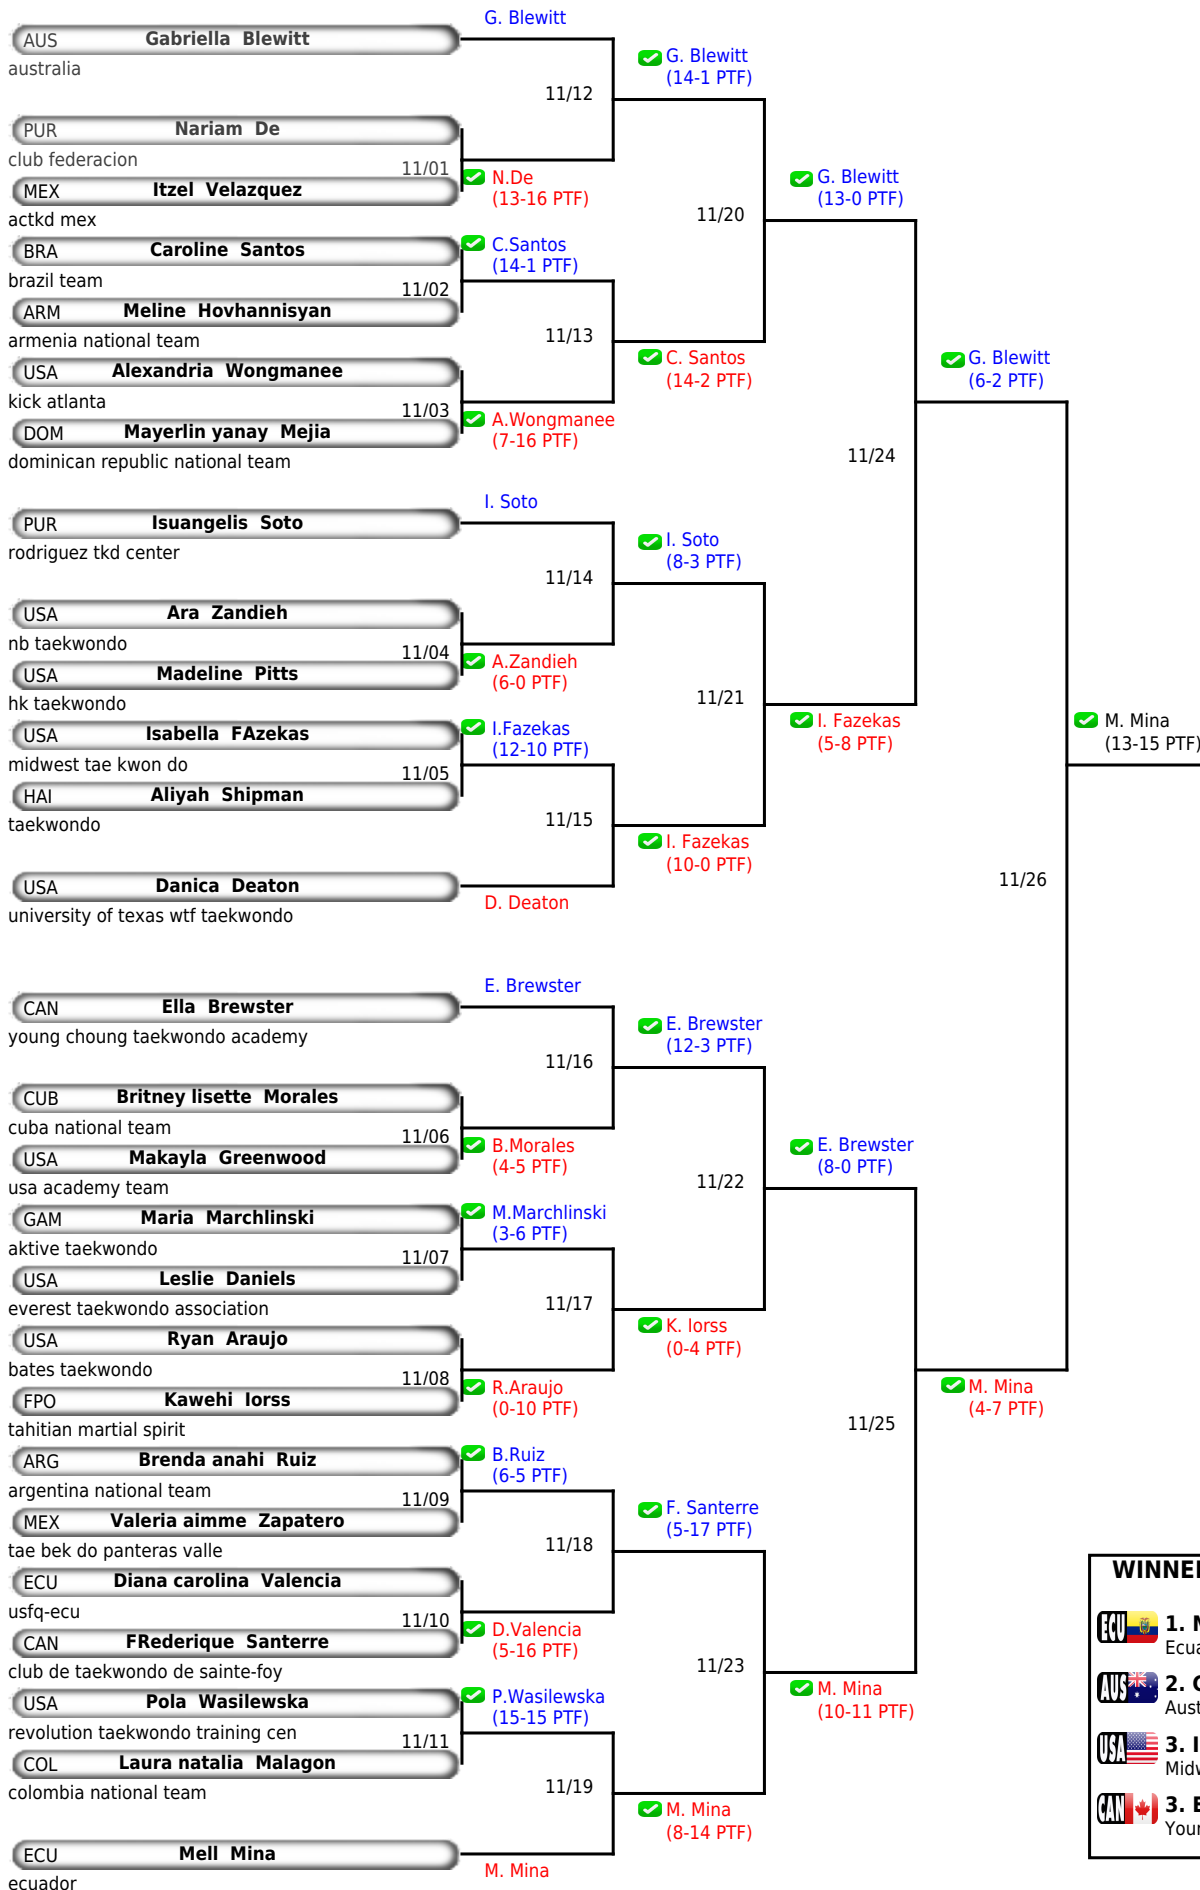 G. Blewitt
AUS Gabriella Blewitt
australia
G. Blewitt
(14-1 PTF)
11/12
PUR Nariam De
club federacion
11/01
MEX Itzel Velazquez
actkd mex
N.De
(13-16 PTF)
G. Blewitt
(13-0 PTF)
11/20
BRA Caroline Santos
brazil team
C.Santos
(14-1 PTF)
11/02
ARM Meline Hovhannisyan
armenia national team
11/13
C. Santos
(14-2 PTF)
USA Alexandria Wongmanee
kick atlanta
11/03
DOM Mayerlin yanay Mejia
dominican republic national team
A.Wongmanee
(7-16 PTF)
G. Blewitt
(6-2 PTF)
11/24
I. Soto
PUR Isuangelis Soto
rodriguez tkd center
I. Soto
(8-3 PTF)
11/14
USA Ara Zandieh
nb taekwondo
11/04
USA Madeline Pitts
hk taekwondo
A.Zandieh
(6-0 PTF)
11/21
USA Isabella FAzekas
midwest tae kwon do
I.Fazekas
(12-10 PTF)
11/05
HAI Aliyah Shipman
taekwondo
I. Fazekas
(5-8 PTF)
M. Mina
(13-15 PTF)
11/15
I. Fazekas
(10-0 PTF)
USA Danica Deaton
university of texas wtf taekwondo
D. Deaton
11/26
E. Brewster
CAN Ella Brewster
young choung taekwondo academy
E. Brewster
(12-3 PTF)
11/16
CUB Britney lisette Morales
cuba national team
11/06
USA Makayla Greenwood
usa academy team
B.Morales
(4-5 PTF)
E. Brewster
(8-0 PTF)
11/22
GAM Maria Marchlinski
aktive taekwondo
M.Marchlinski
(3-6 PTF)
11/07
USA Leslie Daniels
everest taekwondo association
11/17
K. Iorss
(0-4 PTF)
USA Ryan Araujo
bates taekwondo
11/08
FPO Kawehi Iorss
tahitian martial spirit
R.Araujo
(0-10 PTF)
M. Mina
(4-7 PTF)
11/25
ARG Brenda anahi Ruiz
argentina national team
B.Ruiz
(6-5 PTF)
11/09
MEX Valeria aimme Zapatero
tae bek do panteras valle
F. Santerre
(5-17 PTF)
11/18
ECU Diana carolina Valencia
usfq-ecu
11/10
CAN FRederique Santerre
club de taekwondo de sainte-foy
D.Valencia
(5-16 PTF)
11/23
USA Pola Wasilewska
revolution taekwondo training cen
P.Wasilewska
(15-15 PTF)
11/11
COL Laura natalia Malagon
colombia national team
M. Mina
(10-11 PTF)
11/19
M. Mina
(8-14 PTF)
ECU Mell Mina
ecuador
M. Mina
WINNE
ECU 1.
Ecua
AUS 2.
Aust
USA 3. I
Midw
CAN 3.
Your